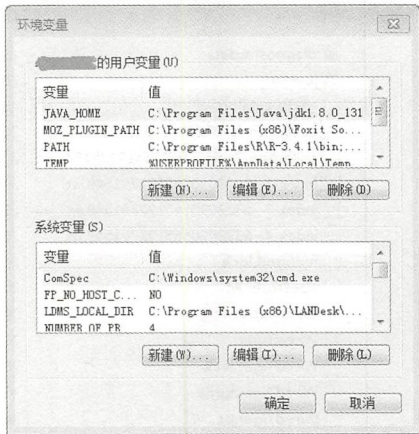 环境变量
的用户变量(U)
变量 值
JAVA_HOME C:\Program Files\Java\jdk1.8.0_131
MOZ_PLUGIN_PATH C:\Program Files (x86)\Foxit So...
PATH C:\Program Files\R\R-3.4.1\bin;...
TEMP %USERPROFILE%\AppData\Local\Temp
新建(N)... 编辑(E)... 删除(D)
系统变量(S)
变量 值
ComSpec C:\Windows\system32\cmd.exe
FP_NO_HOST_C... NO
LDMS_LOCAL_DIR C:\Program Files (x86)\LANDesk\...
NUMBER_OF_PR 4
新建(W)... 编辑(I)... 删除(L)
确定 取消